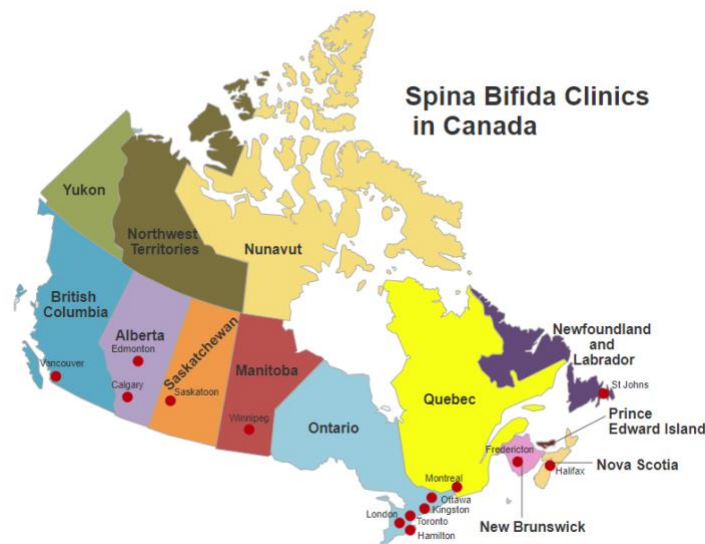 Spina Bifida Clinics
in Canada
Yukon
Northwest
Territories
Nunavut
British
Columbia
Alberta
Edmonton
Calgary
Vancouver
Saskatchewan
Saskatoon
Manitoba
Winnipeg
Ontario
Quebec
Newfoundland
and
Labrador
St Johns
Prince
Edward Island
Fredericton
Nova Scotia
Halifax
New Brunswick
Montreal
Ottawa
Kingston
London
Toronto
Hamilton